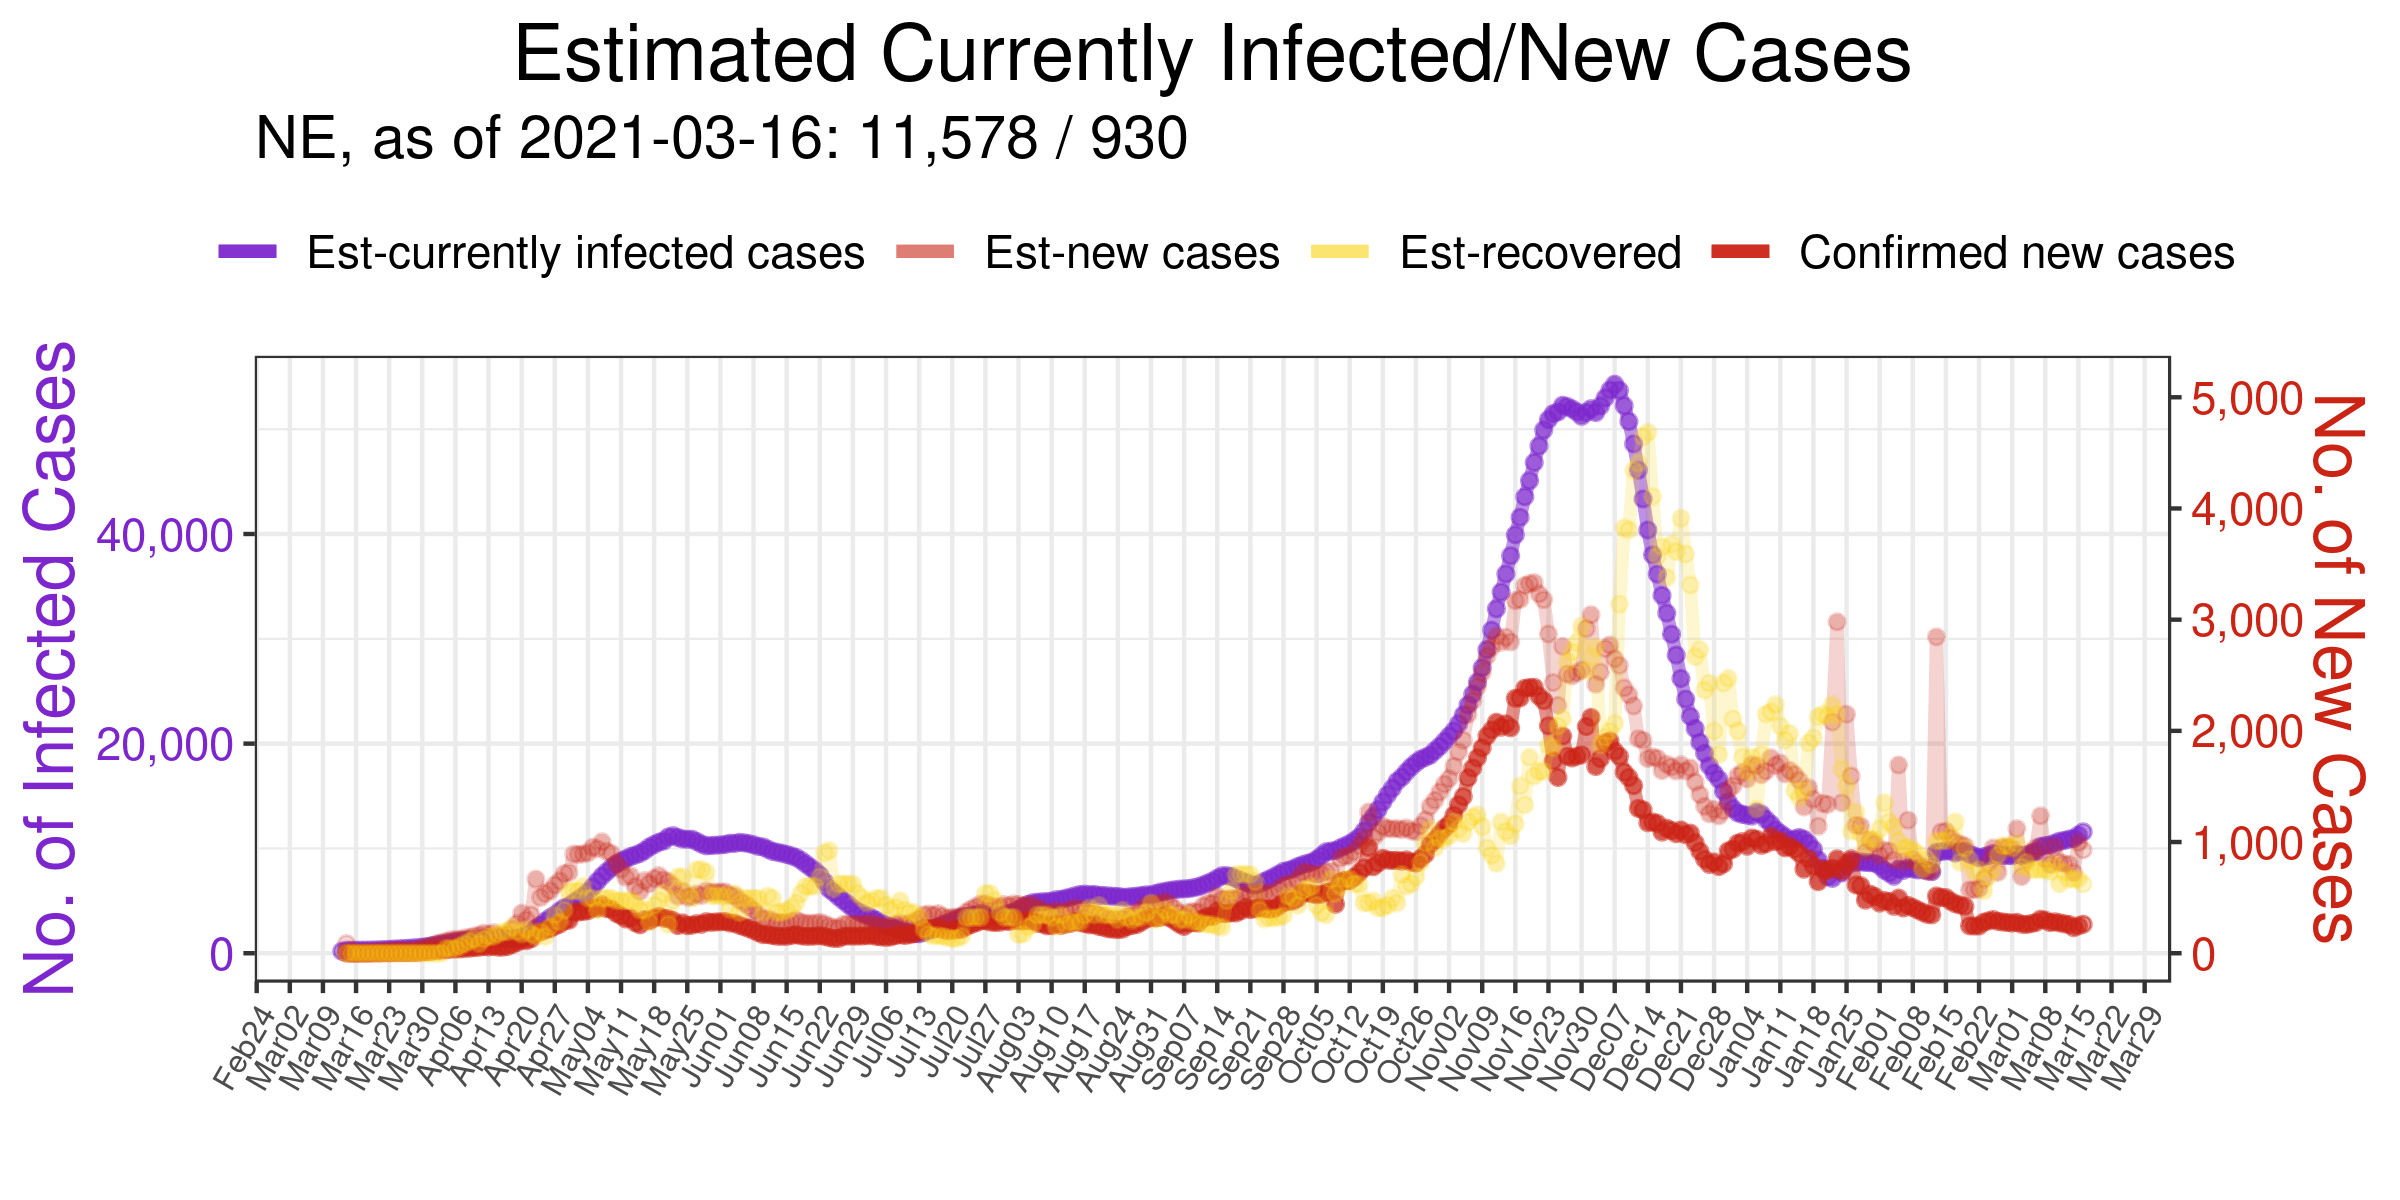 Estimated Currently Infected/New Cases
NE, as of 2021-03-16: 11,578 / 930
Est-currently infected cases Est-new cases Est-recovered Confirmed new cases
No. of Infected Cases
40,000
20,000
0
5,000
4,000
3,000
2,000
1,000
0
No. of New Cases
Feb24
Mar02
Mar09
Mar16
Mar23
Mar30
Apr06
Apr13
Apr20
Apr27
May04
May11
May18
May25
Jun01
Jun08
Jun15
Jun22
Jun29
Jul06
Jul13
Jul20
Jul27
Aug03
Aug10
Aug17
Aug24
Aug31
Sep07
Sep14
Sep21
Sep28
Oct05
Oct12
Oct19
Oct26
Nov02
Nov09
Nov16
Nov23
Nov30
Dec07
Dec14
Dec21
Dec28
Jan04
Jan11
Jan18
Jan25
Feb01
Feb08
Feb15
Feb22
Mar01
Mar08
Mar15
Mar22
Mar29